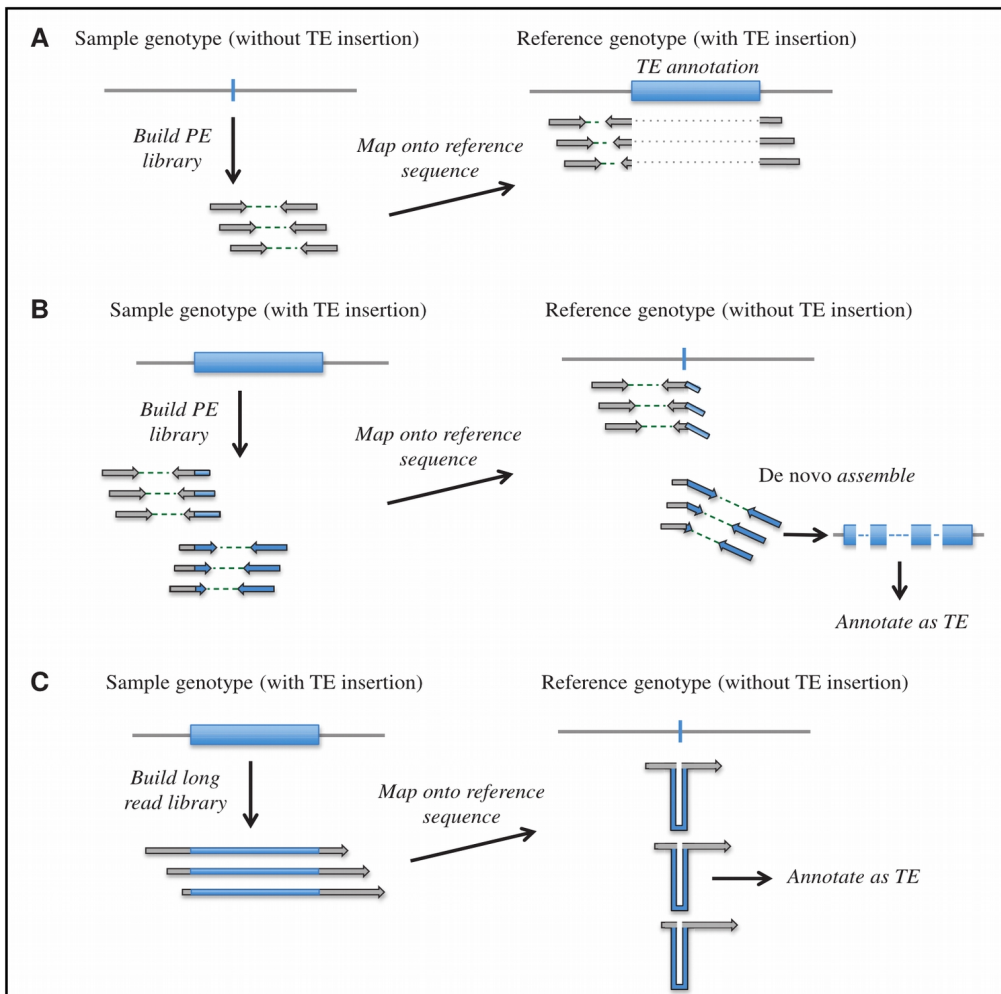 A
Sample genotype (without TE insertion)
Reference genotype (with TE insertion)
TE annotation
Build PE
library
Map onto reference
sequence
B
Sample genotype (with TE insertion)
Reference genotype (without TE insertion)
Build PE
library
Map onto reference
sequence
De novo assemble
Annotate as TE
C
Sample genotype (with TE insertion)
Reference genotype (without TE insertion)
Build long
read library
Map onto reference
sequence
Annotate as TE